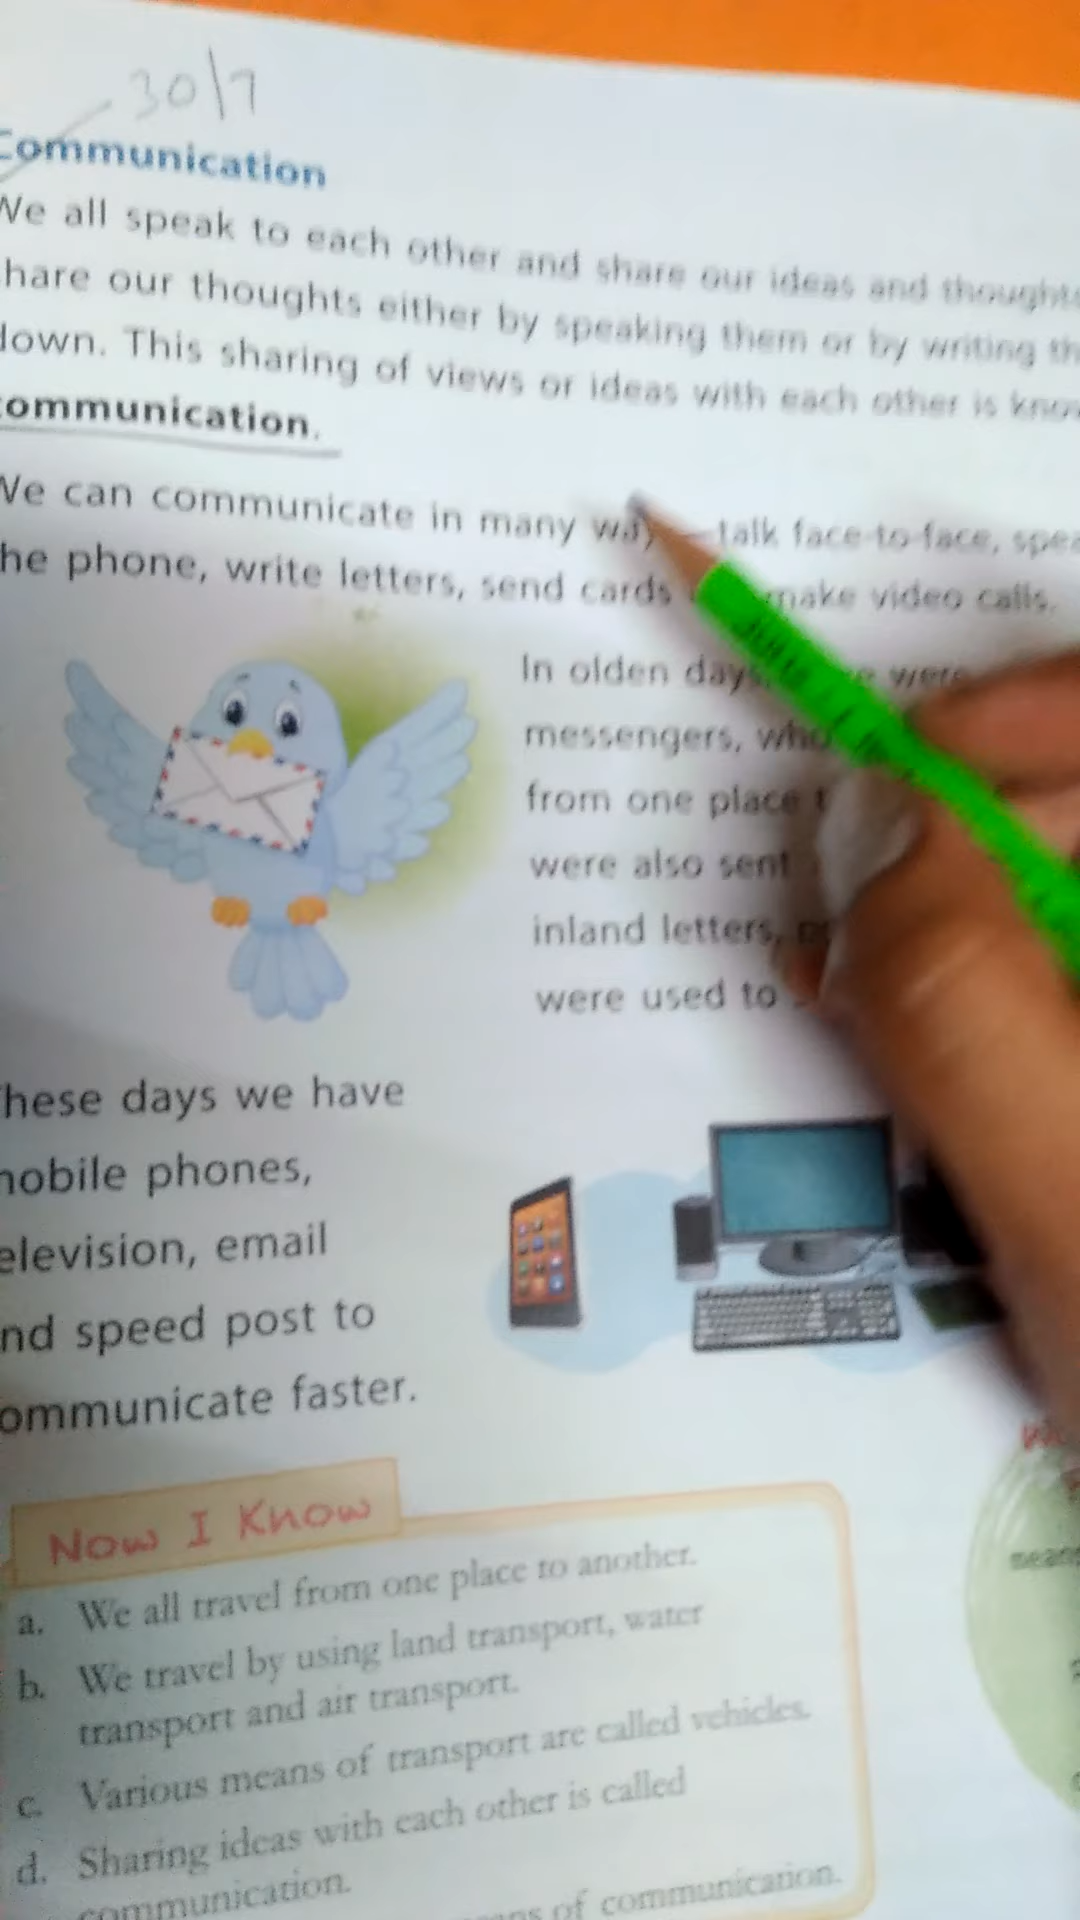 30/7
Communication
We all speak to each other and share our ideas and thoughts
share our thoughts either by speaking them or by writing
down. This sharing of views or ideas with each other is
communication.
We can communicate in many talk face-to-face,
the phone, write letters, send cards make video calls.
In olden days, were
messengers, who
from one place
were also sent
inland letters,
were used to
These days we have
mobile phones,
television, email
and speed post to
communicate faster.
Now I Know
a. We all travel from one place to another.
b. We travel by using land transport, water
transport and air transport.
c. Various means of transport are called vehicles.
d. Sharing ideas with each other is called
communication.
of communication.